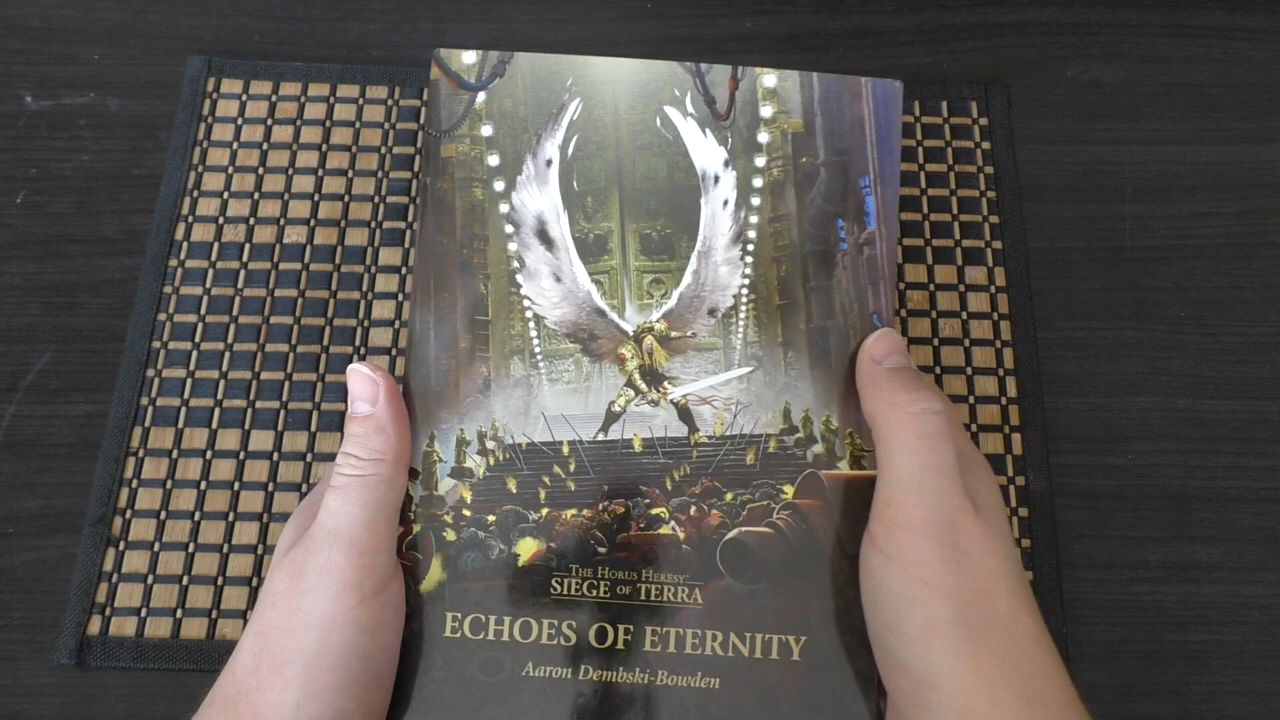 THE HORUS HERESY®
SIEGE OF TERRA
ECHOES OF ETERNITY
Aaron Dembski-Bowden